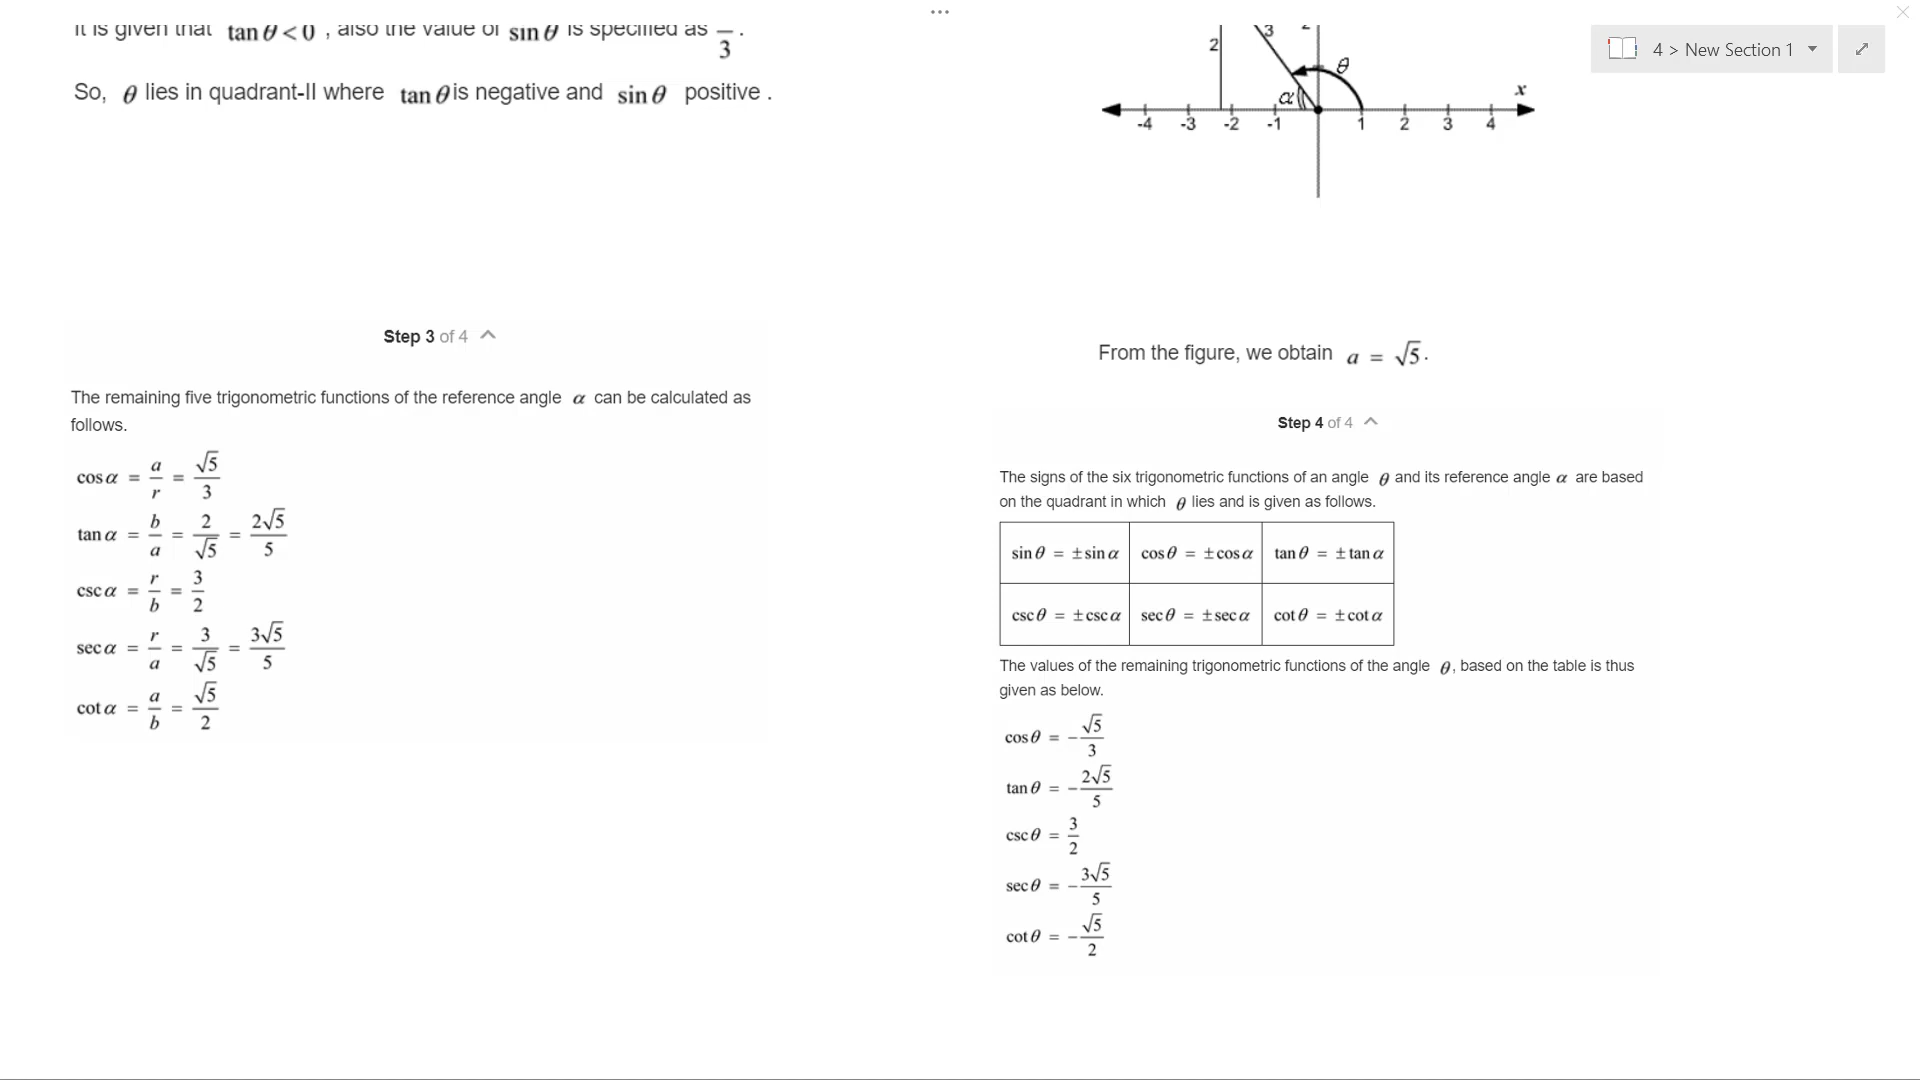 It is given that tan θ < 0 , also the value of sin θ is specified as _/3 .
So, θ lies in quadrant-II where tan θ is negative and sin θ positive .
Step 3 of 4
The remaining five trigonometric functions of the reference angle α can be calculated as
follows.
cos α = a/r = √5/3
tan α = b/a = 2/√5 = 2√5/5
csc α = r/b = 3/2
sec α = r/a = 3/√5 = 3√5/5
cot α = a/b = √5/2
2
3
θ
α
x
-4 -3 -2 -1 1 2 3 4
4 > New Section 1
From the figure, we obtain a = √5.
Step 4 of 4
The signs of the six trigonometric functions of an angle θ and its reference angle α are based
on the quadrant in which θ lies and is given as follows.
sin θ = ±sin α cos θ = ±cos α tan θ = ±tan α
csc θ = ±csc α sec θ = ±sec α cot θ = ±cot α
The values of the remaining trigonometric functions of the angle θ, based on the table is thus
given as below.
cos θ = -√5/3
tan θ = -2√5/5
csc θ = 3/2
sec θ = -3√5/5
cot θ = -√5/2